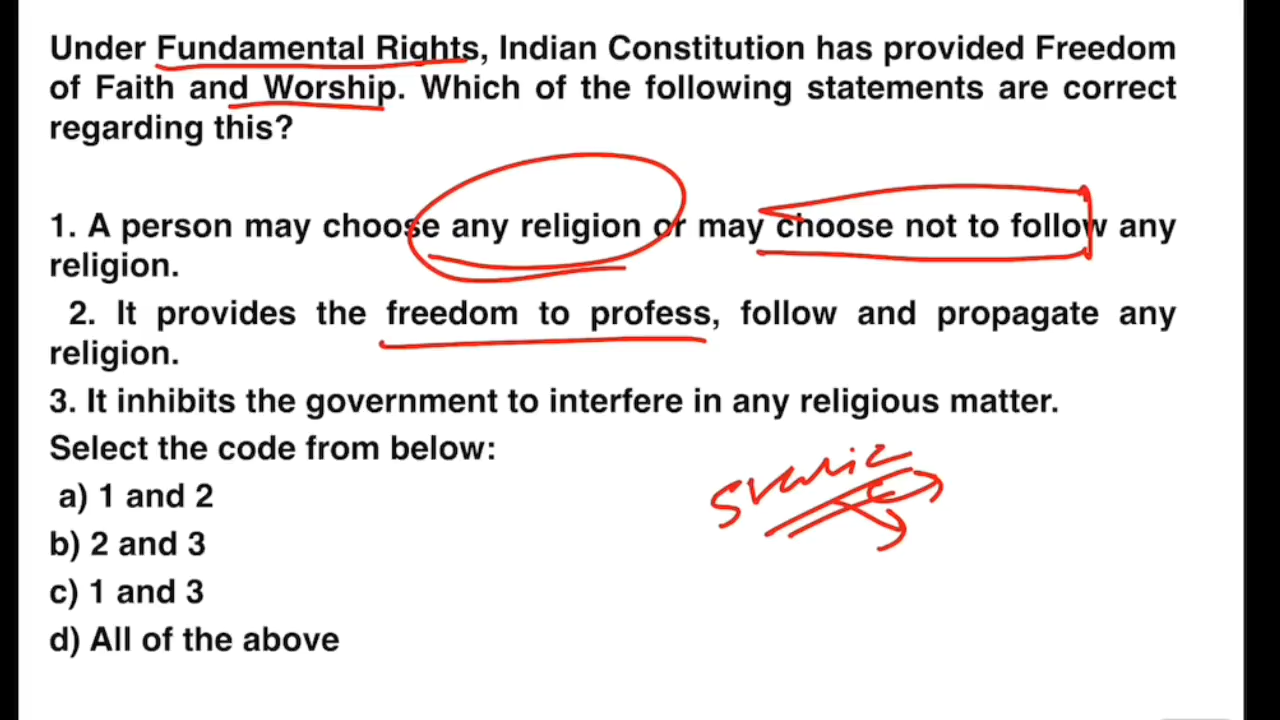 Under Fundamental Rights, Indian Constitution has provided Freedom
of Faith and Worship. Which of the following statements are correct
regarding this?
1. A person may choose any religion or may choose not to follow any
religion.
2. It provides the freedom to profess, follow and propagate any
religion.
3. It inhibits the government to interfere in any religious matter.
Select the code from below:
a) 1 and 2
b) 2 and 3
c) 1 and 3
d) All of the above